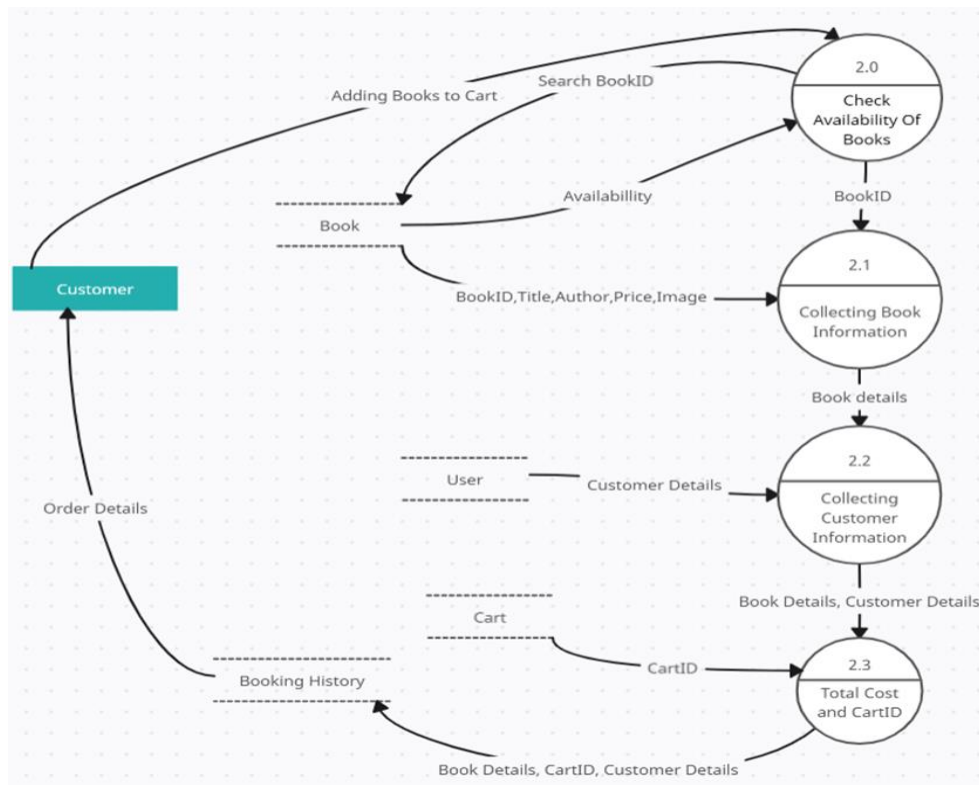 2.0
Check
Availability Of
Books
Search BookID
Adding Books to Cart
Availabillity
BookID
Book
2.1
Collecting Book
Information
BookID,Title,Author,Price,Image
Customer
Book details
2.2
Collecting
Customer
Information
User
Customer Details
Order Details
Book Details, Customer Details
Cart
CartID
2.3
Total Cost
and CartID
Booking History
Book Details, CartID, Customer Details